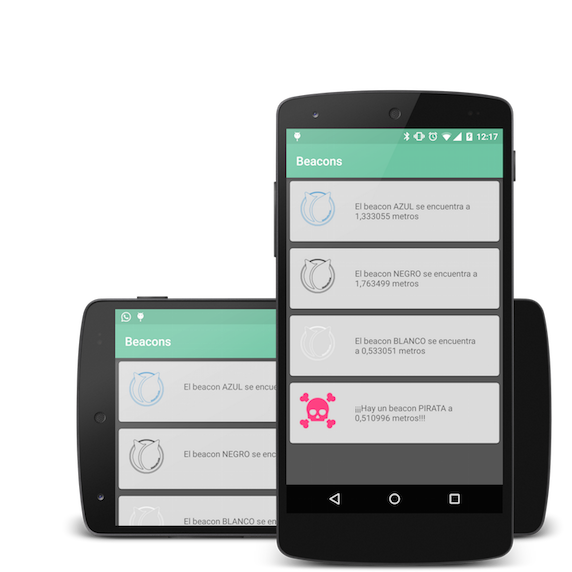 12:17
Beacons
El beacon AZUL se encuentra a
1,333055 metros
El beacon NEGRO se encuentra a
1,763499 metros
El beacon BLANCO se encuentra
a 0,533051 metros
¡¡¡Hay un beacon PIRATA a
0,510996 metros!!!
Beacons
El beacon AZUL se encue
El beacon NEGRO se enc
El beacon BLANCO se en